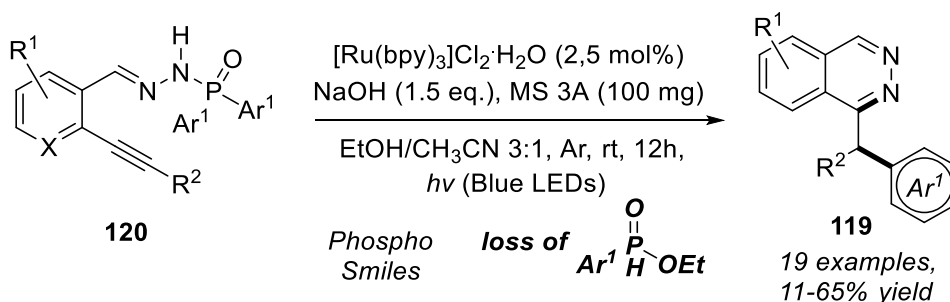 R1
H
N
N
P
O
Ar1
Ar1
X
R2
120
[Ru(bpy)3]Cl2·H2O (2,5 mol%)
NaOH (1.5 eq.), MS 3A (100 mg)
EtOH/CH3CN 3:1, Ar, rt, 12h,
hv (Blue LEDs)
Phospho
Smiles
loss of
O
Ar1 P OEt
H
R1
N
N
R2
Ar1
119
19 examples,
11-65% yield